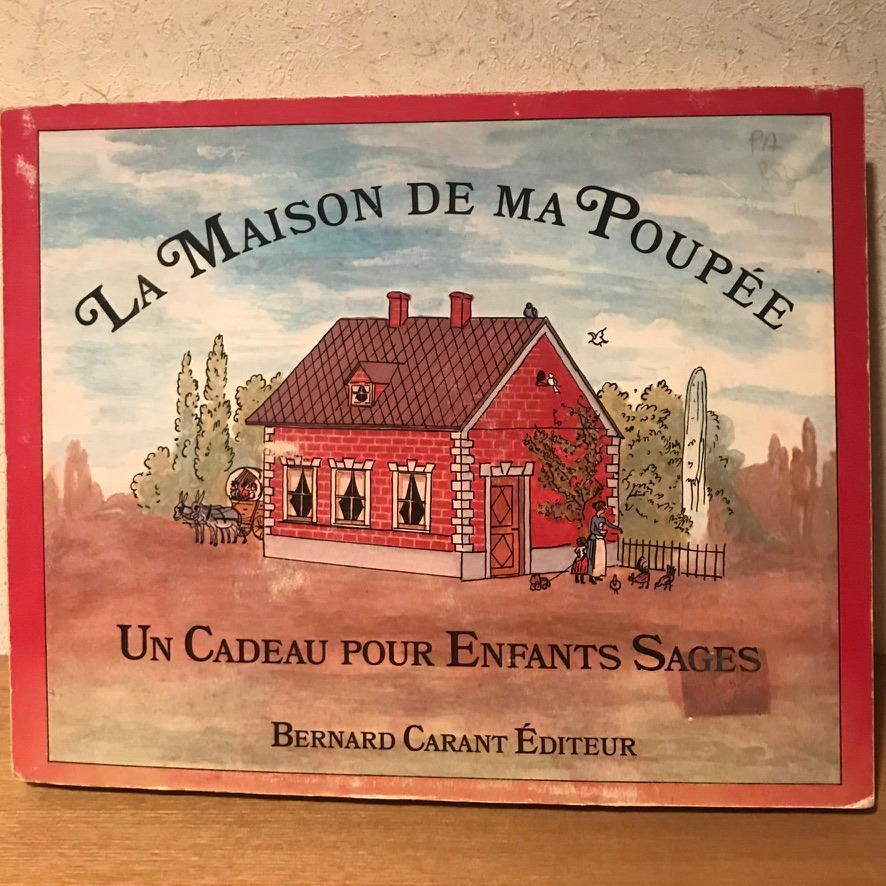 La Maison de ma Poupée
Un Cadeau pour Enfants Sages
Bernard Carant Éditeur